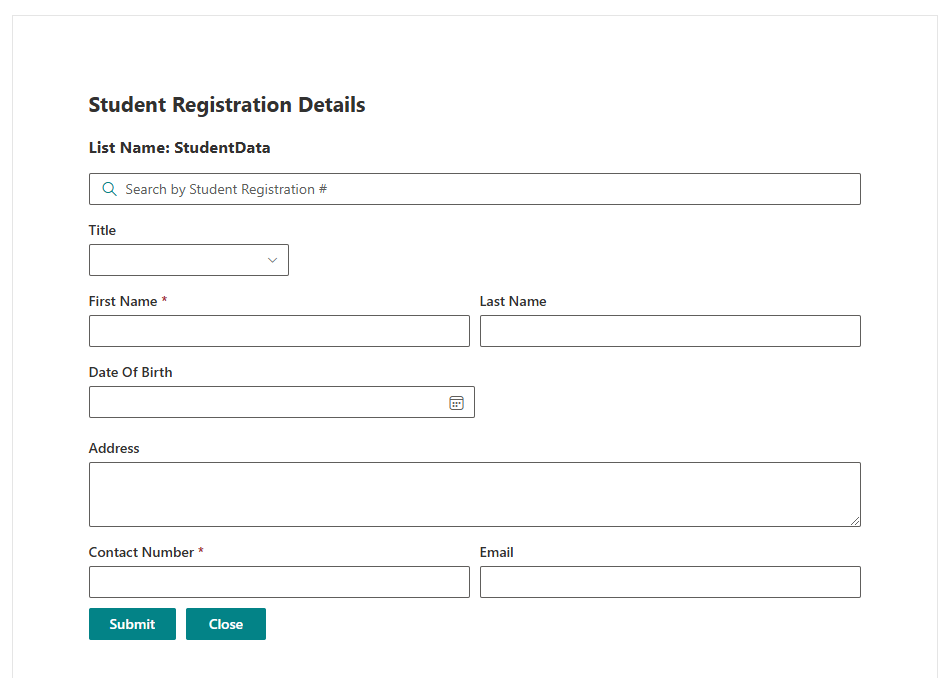 Student Registration Details
List Name: StudentData
Search by Student Registration #
Title
First Name * Last Name
Date Of Birth
Address
Contact Number * Email
Submit Close